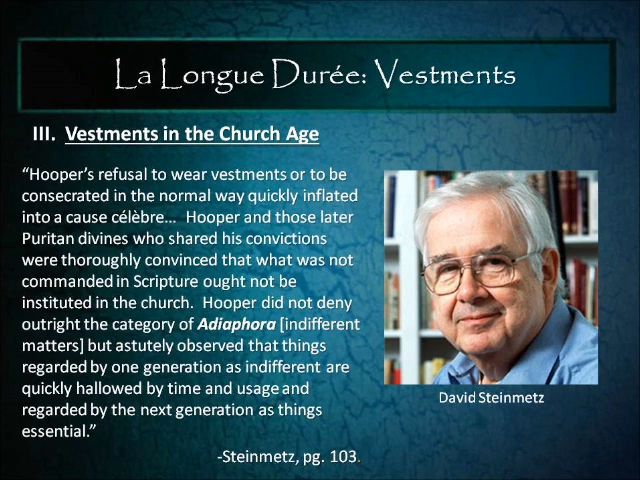 La Longue Durée: Vestments
III. Vestments in the Church Age
“Hooper’s refusal to wear vestments or to be
consecrated in the normal way quickly inflated
into a cause célèbre… Hooper and those later
Puritan divines who shared his convictions
were thoroughly convinced that what was not
commanded in Scripture ought not be
instituted in the church. Hooper did not deny
outright the category of Adiaphora [indifferent
matters] but astutely observed that things
regarded by one generation as indifferent are
quickly hallowed by time and usage and
regarded by the next generation as things
essential.”
-Steinmetz, pg. 103.
David Steinmetz